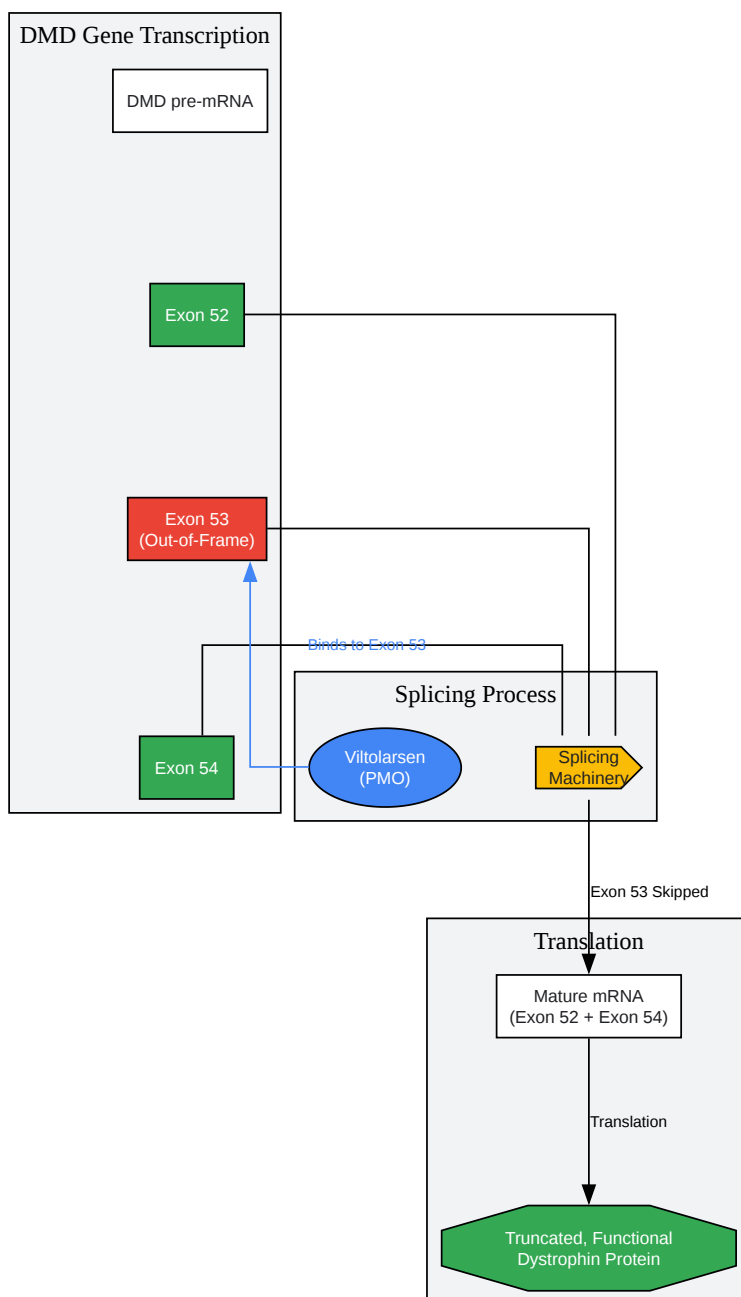 DMD Gene Transcription
DMD pre-mRNA
Exon 52
Exon 53
(Out-of-Frame)
Binds to Exon 53
Splicing Process
Exon 54
Viltolarsen
(PMO)
Splicing
Machinery
Exon 53 Skipped
Translation
Mature mRNA
(Exon 52 + Exon 54)
Translation
Truncated, Functional
Dystrophin Protein